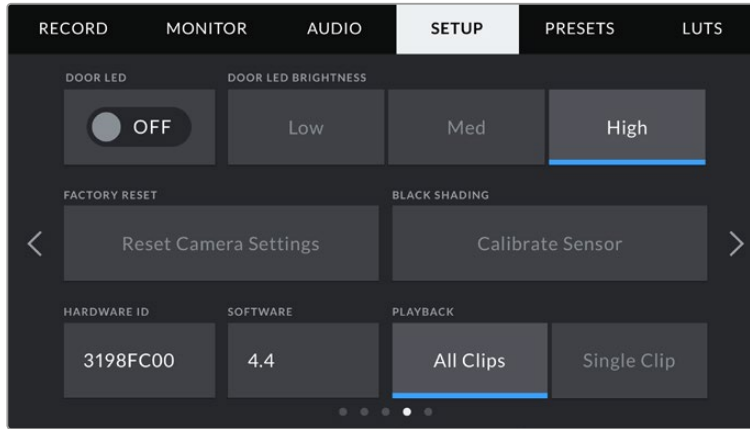 RECORD MONITOR AUDIO SETUP PRESETS LUTS
DOOR LED DOOR LED BRIGHTNESS
OFF Low Med High
FACTORY RESET BLACK SHADING
Reset Camera Settings Calibrate Sensor
HARDWARE ID SOFTWARE PLAYBACK
3198FC00 4.4 All Clips Single Clip